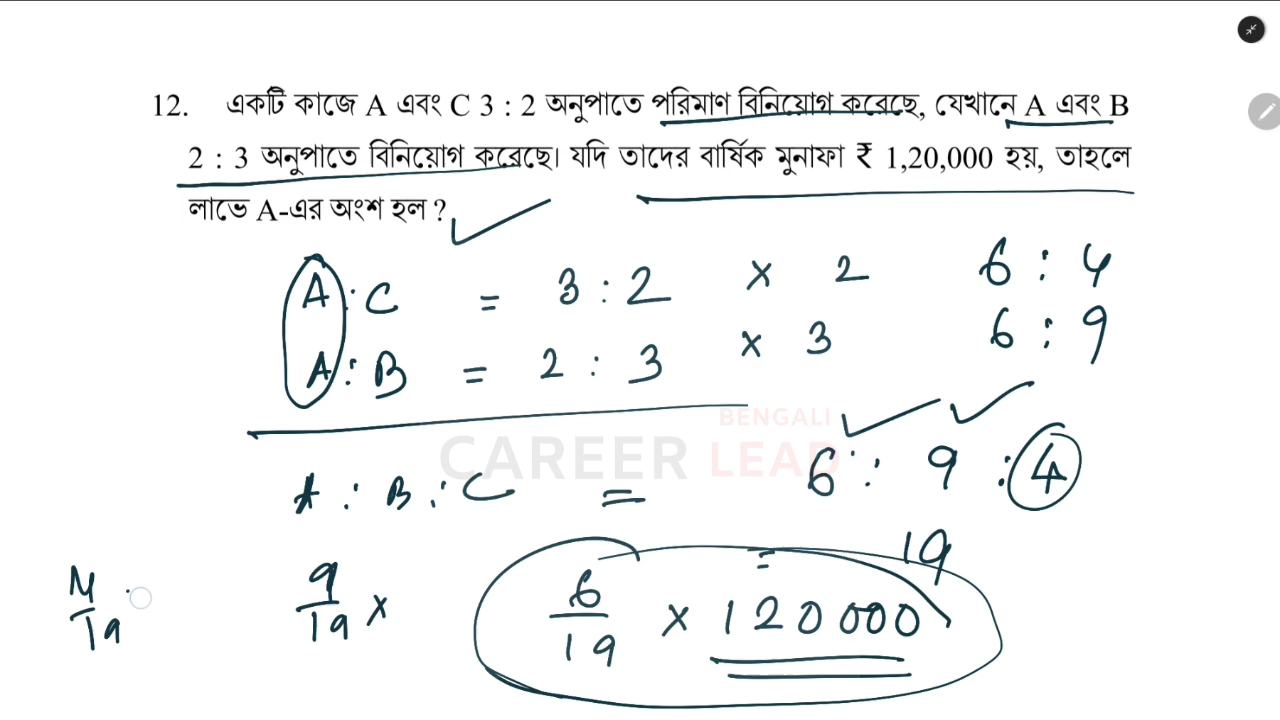 12. একটি কাজে A এবং C 3 : 2 অনুপাতে পরিমাণ বিনিয়োগ করেছে, যেখানে A এবং B
2 : 3 অনুপাতে বিনিয়োগ করেছে। যদি তাদের বার্ষিক মুনাফা ₹ 1,20,000 হয়, তাহলে
লাভে A-এর অংশ হল ?
A : C = 3 : 2 × 2 6 : 4
A : B = 2 : 3 × 3 6 : 9
BENGALI
CAREER LEAD
A : B : C = 6 : 9 : 4
= 19
9/19 × 6/19 × 120000